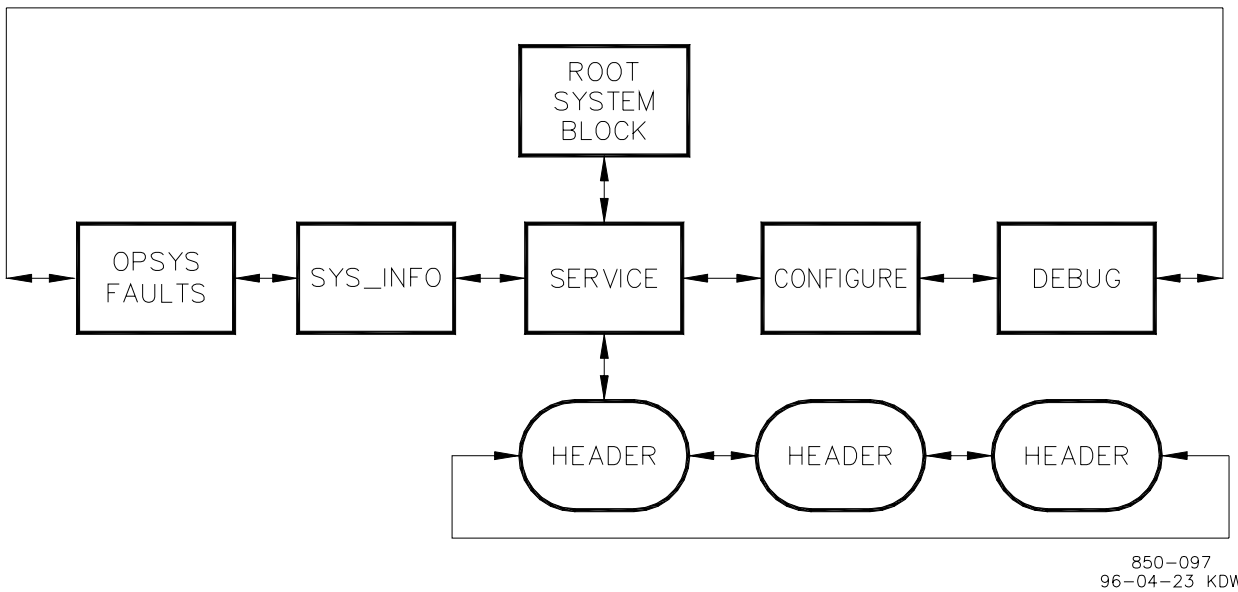 ROOT
SYSTEM
BLOCK
OPSYS
FAULTS
SYS_INFO
SERVICE
CONFIGURE
DEBUG
HEADER
HEADER
HEADER
850-097
96-04-23 KDW